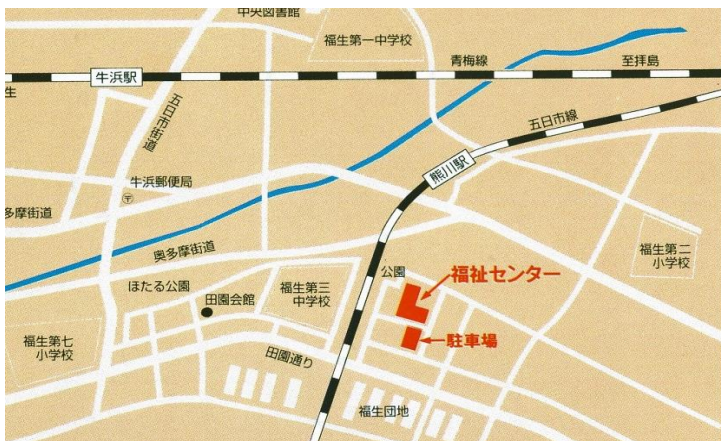 中央図書館
福生第一中学校
青梅線
至拝島
牛浜駅
生
五日市街道
五日市線
熊川駅
牛浜郵便局
〒
多摩街道
奥多摩街道
公園
福祉センター
福生第二
小学校
ほたる公園
田園会館
福生第三
中学校
駐車場
福生第七
小学校
田園通り
福生団地